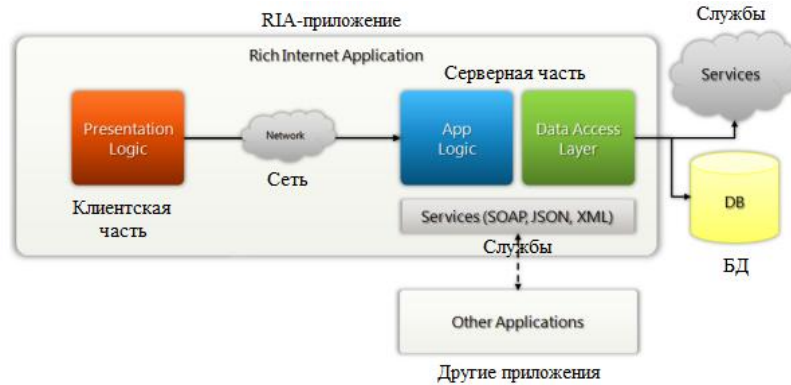 RIA-приложение
Службы
Rich Internet Application
Серверная часть
Services
Presentation
Logic
Network
App
Logic
Data Access
Layer
Сеть
Клиентская
часть
DB
Services (SOAP, JSON, XML)
Службы
БД
Other Applications
Другие приложения